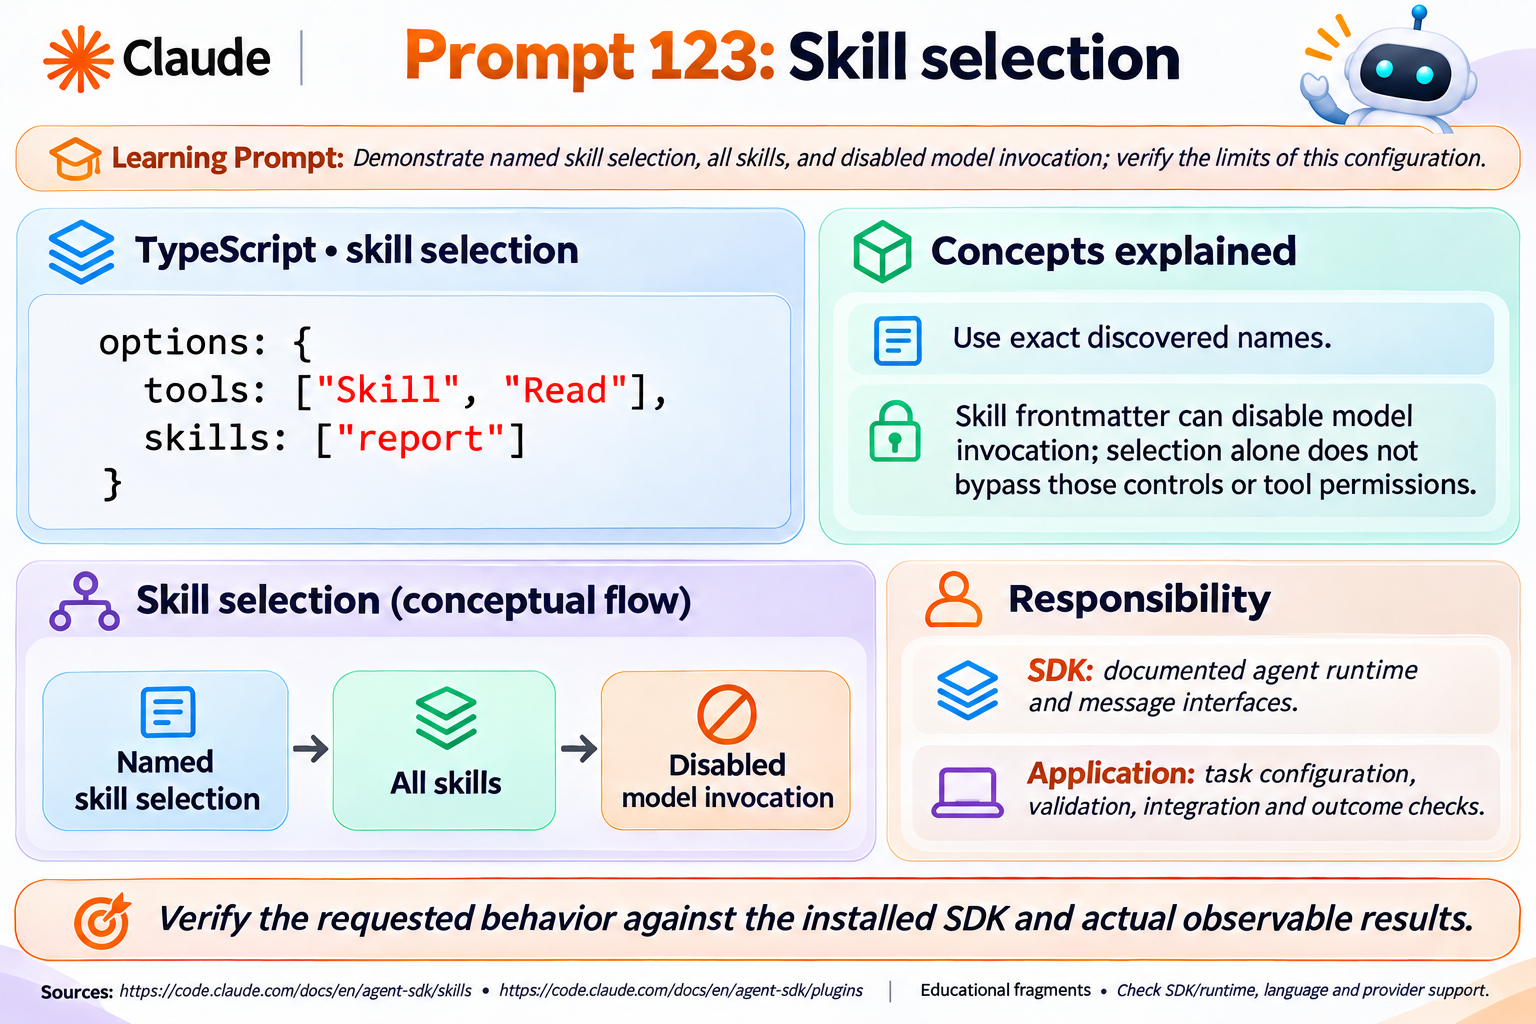 Claude
Prompt 123: Skill selection
Learning Prompt: Demonstrate named skill selection, all skills, and disabled model invocation; verify the limits of this configuration.
TypeScript • skill selection
options: {
  tools: ["Skill", "Read"],
  skills: ["report"]
}
Concepts explained
Use exact discovered names.
Skill frontmatter can disable model
invocation; selection alone does not
bypass those controls or tool permissions.
Skill selection (conceptual flow)
Named
skill selection
All skills
Disabled
model invocation
Responsibility
SDK: documented agent runtime
and message interfaces.
Application: task configuration,
validation, integration and outcome checks.
Verify the requested behavior against the installed SDK and actual observable results.
Sources: https://code.claude.com/docs/en/agent-sdk/skills • https://code.claude.com/docs/en/agent-sdk/plugins | Educational fragments • Check SDK/runtime, language and provider support.